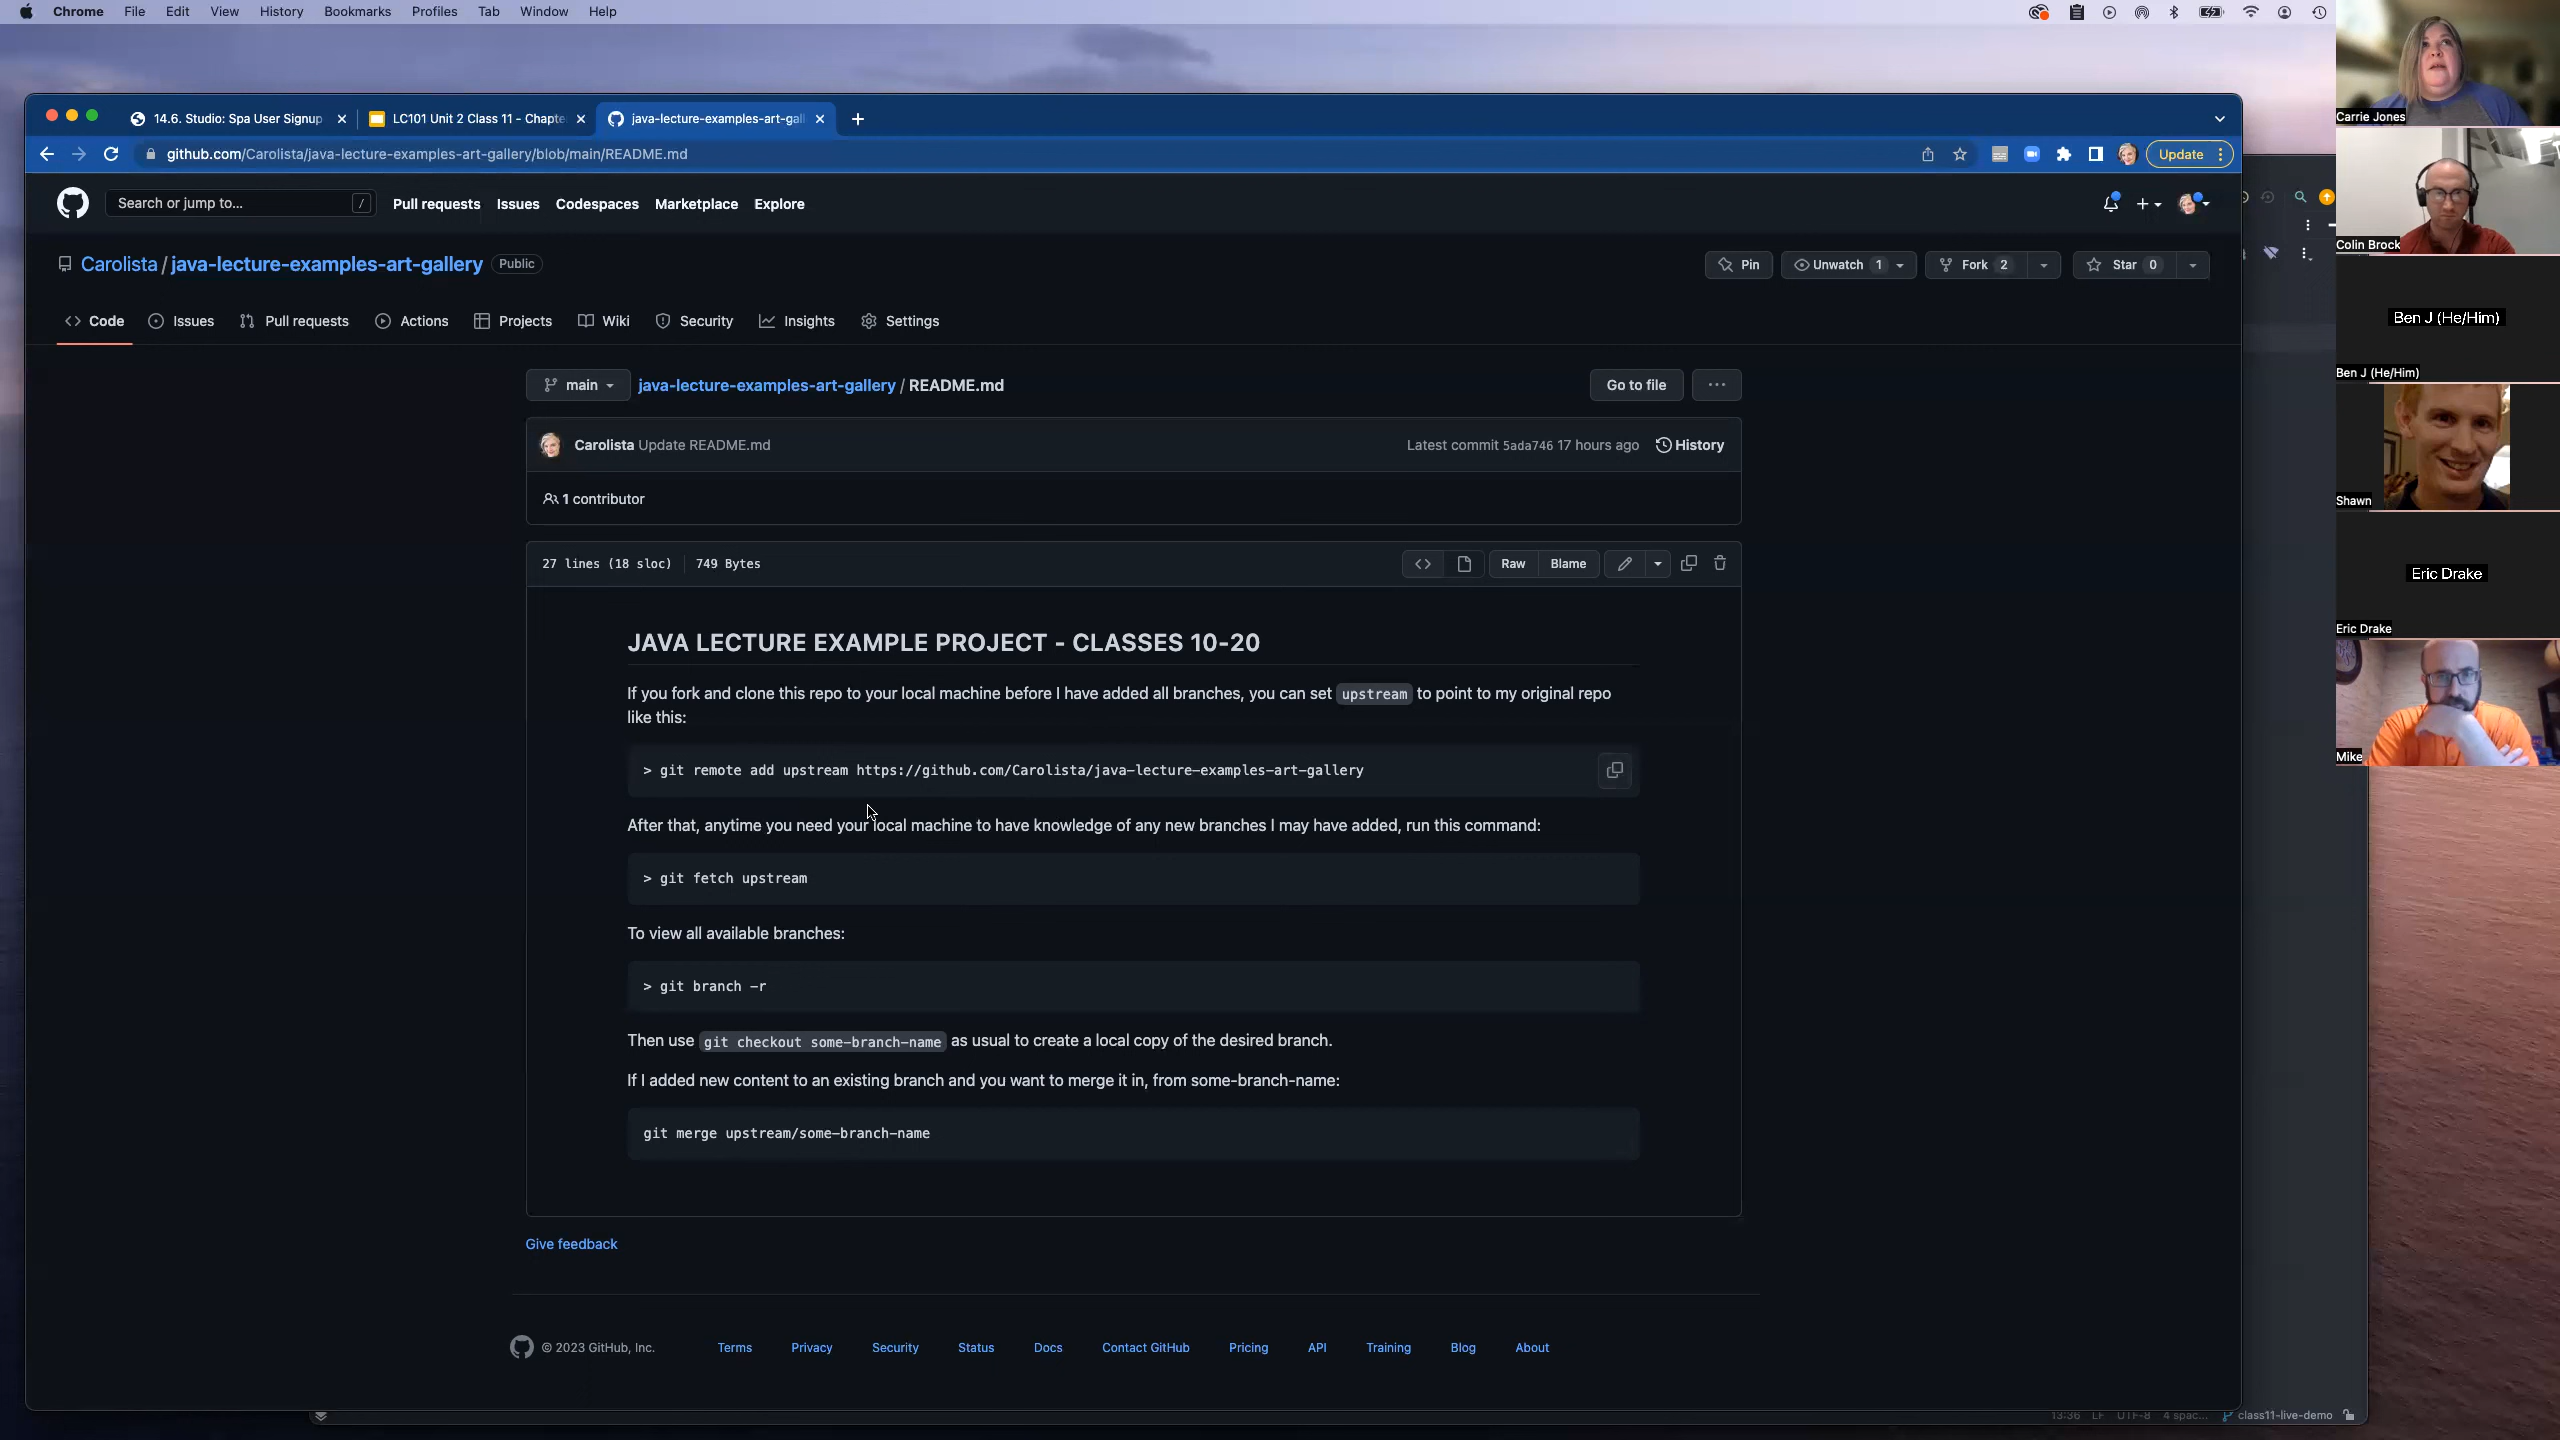 Chrome File Edit View History Bookmarks Profiles Tab Window Help
14.6. Studio: Spa User Signup
LC101 Unit 2 Class 11 - Chapte
java-lecture-examples-art-gall
github.com/Carolista/java-lecture-examples-art-gallery/blob/main/README.md
Update
Search or jump to... /
Pull requests Issues Codespaces Marketplace Explore
Carolista / java-lecture-examples-art-gallery Public
Pin Unwatch 1 Fork 2 Star 0
Code Issues Pull requests Actions Projects Wiki Security Insights Settings
main java-lecture-examples-art-gallery / README.md Go to file
Carolista Update README.md Latest commit 5ada746 17 hours ago History
1 contributor
27 lines (18 sloc) 749 Bytes Raw Blame
JAVA LECTURE EXAMPLE PROJECT - CLASSES 10-20
If you fork and clone this repo to your local machine before I have added all branches, you can set upstream to point to my original repo
like this:
> git remote add upstream https://github.com/Carolista/java-lecture-examples-art-gallery
After that, anytime you need your local machine to have knowledge of any new branches I may have added, run this command:
> git fetch upstream
To view all available branches:
> git branch -r
Then use git checkout some-branch-name as usual to create a local copy of the desired branch.
If I added new content to an existing branch and you want to merge it in, from some-branch-name:
git merge upstream/some-branch-name
Give feedback
© 2023 GitHub, Inc. Terms Privacy Security Status Docs Contact GitHub Pricing API Training Blog About
13:36 LF UTF-8 4 spac... class11-live-demo
Carrie Jones
Colin Brock
Ben J (He/Him)
Ben J (He/Him)
Shawn
Eric Drake
Eric Drake
Mike